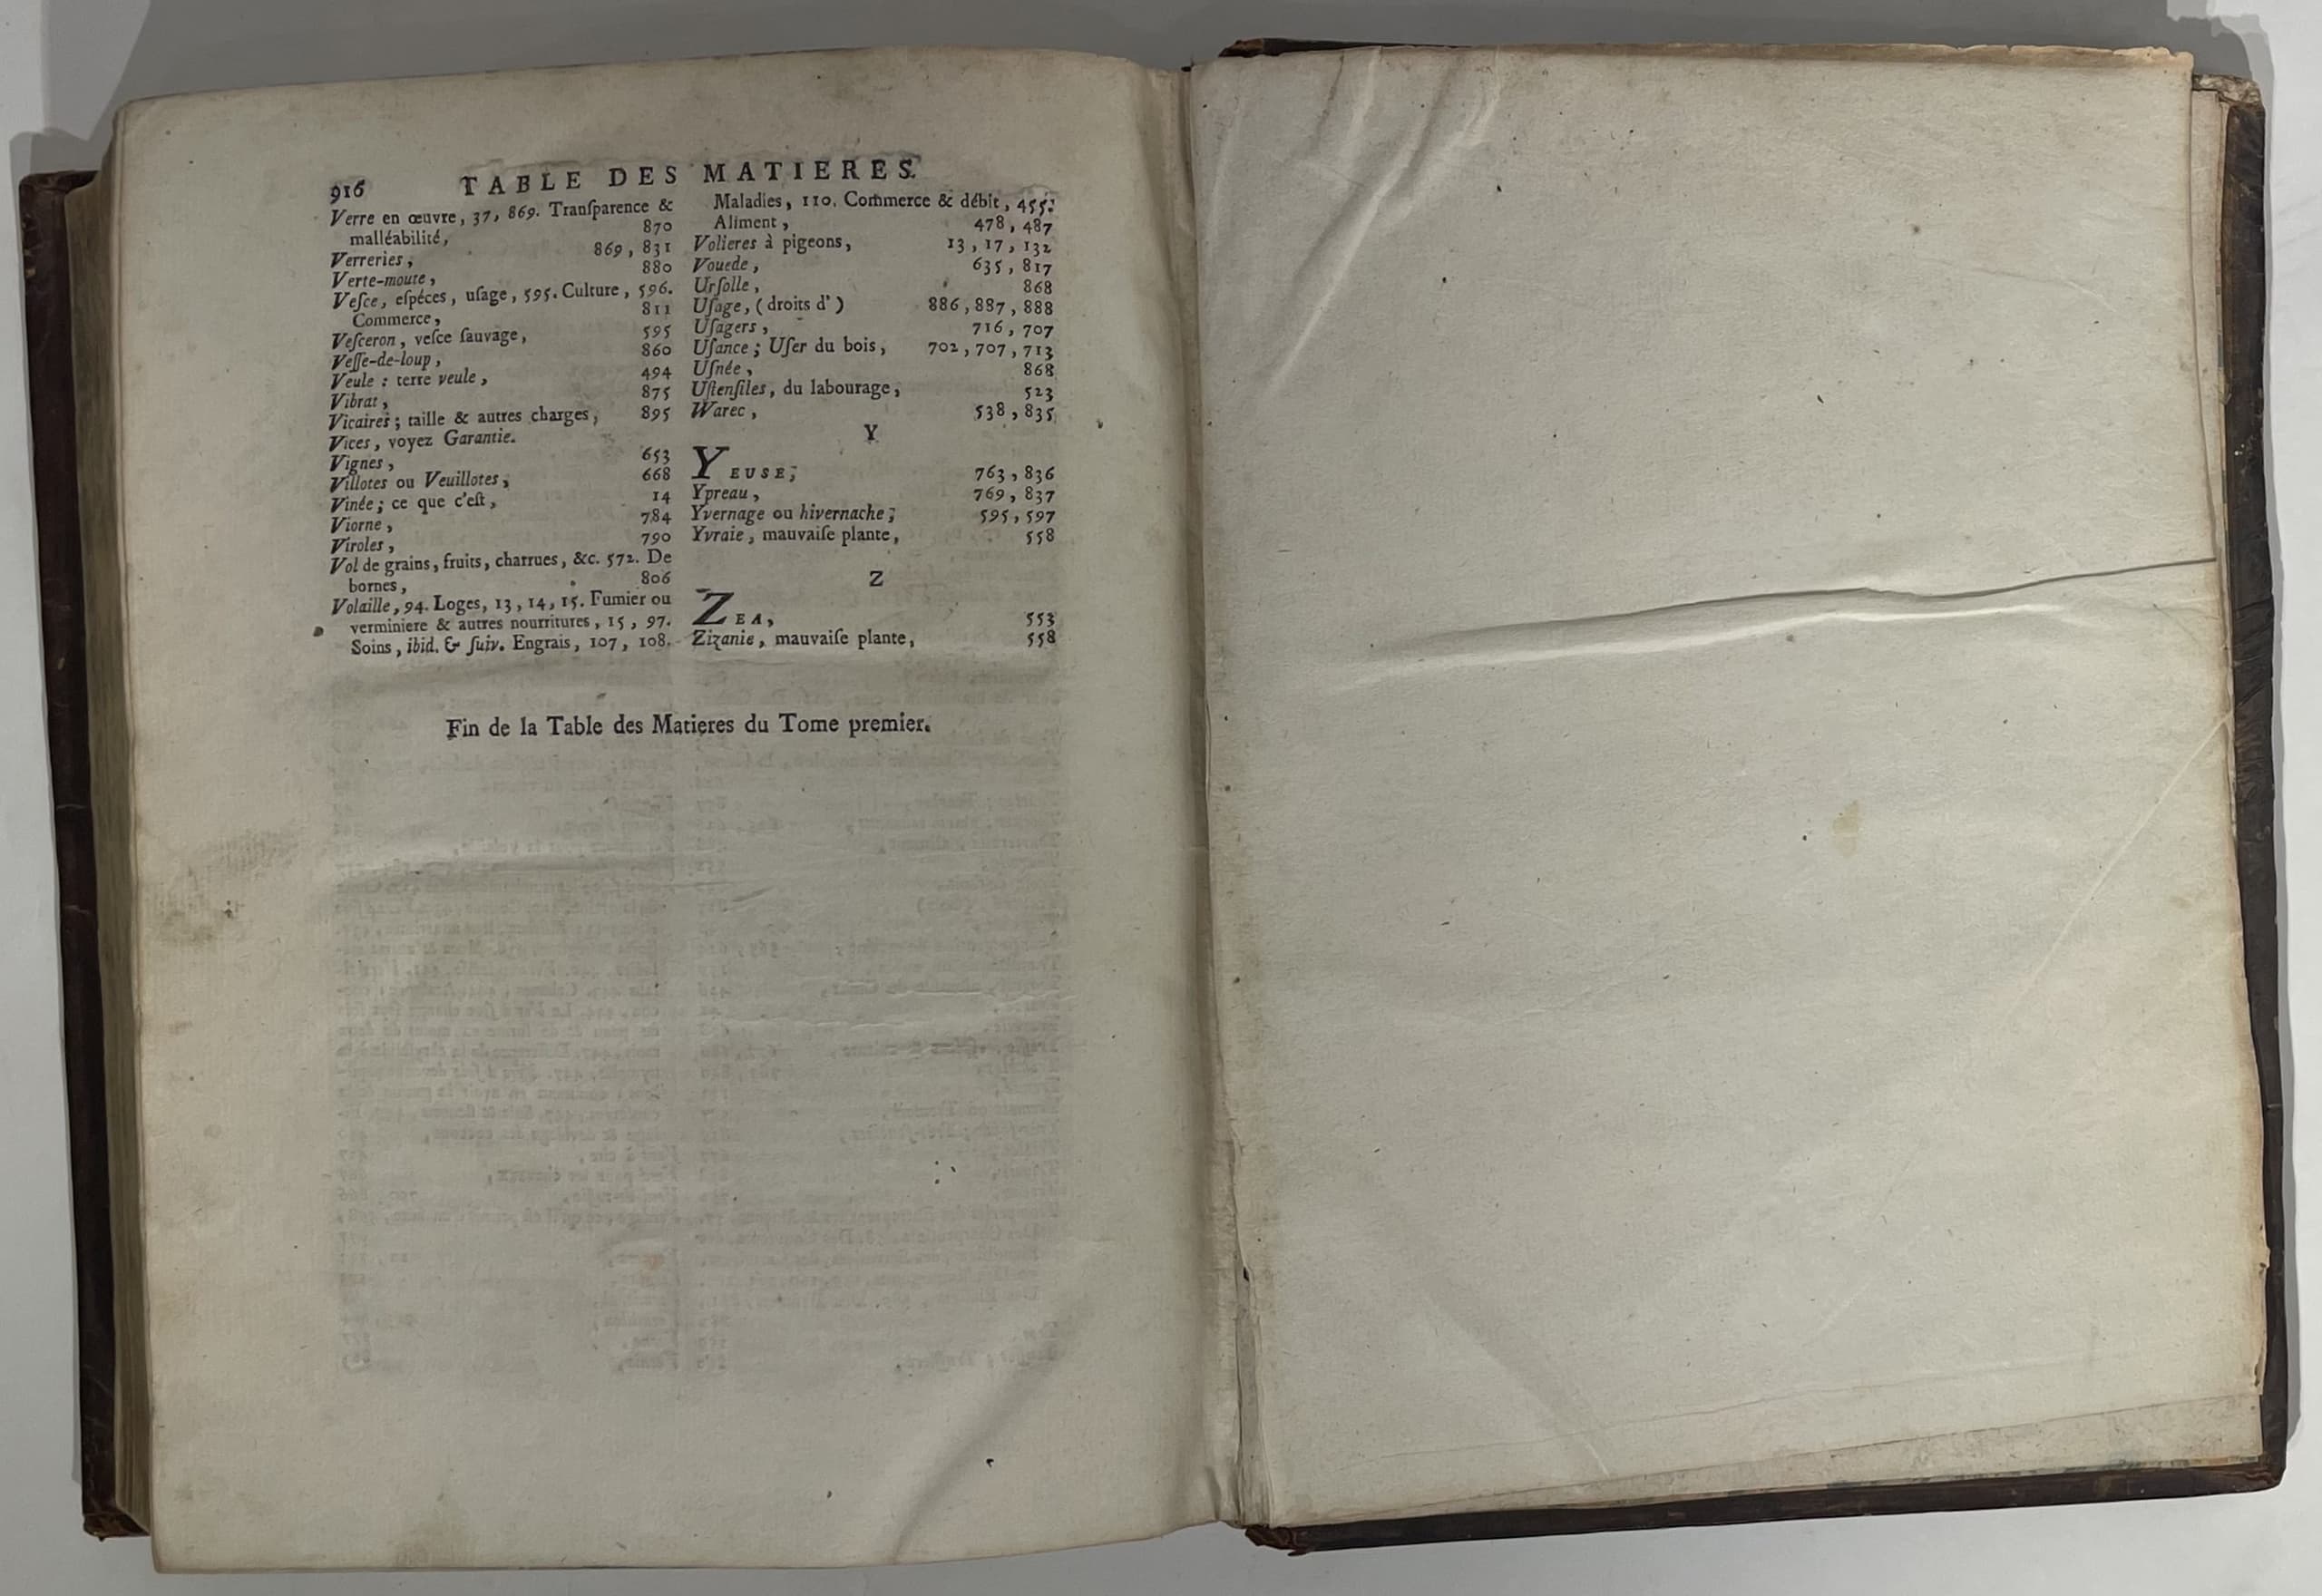 916 TABLE DES MATIERES.
Verre en œuvre, 37, 869. Tranſparence &
malléabilité, 870
Verreries, 869, 831
Verte-moute, 880
Veſce, eſpéces, uſage, 595. Culture, 596.
Commerce, 811
Veſceron, veſce ſauvage, 595
Veſſe-de-loup, 860
Veule : terre veule, 494
Vibrat, 875
Vicaires ; taille & autres charges, 895
Vices, voyez Garantie.
Vignes, 653
Villotes ou Veuillotes, 668
Vinée ; ce que c'eſt, 14
Viorne, 784
Viroles, 790
Vol de grains, fruits, charrues, &c. 572. De
bornes, 806
Volaille, 94. Loges, 13, 14, 15. Fumier ou
verminiere & autres nourritures, 15, 97.
Soins, ibid. & ſuiv. Engrais, 107, 108.
Maladies, 110. Commerce & débit, 455.
Aliment, 478, 487
Volieres à pigeons, 13, 17, 132
Vouede, 635, 817
Urſolle, 868
Uſage, (droits d') 886, 887, 888
Uſagers, 716, 707
Uſance ; Uſer du bois, 702, 707, 713
Uſnée, 868
Uſtenſiles, du labourage, 523
Warec, 538, 835
Y
YEUSE, 763, 836
Ypreau, 769, 837
Yvernage ou hivernache ; 595, 597
Yvraie, mauvaiſe plante, 558
Z
ZEA, 553
Zizanie, mauvaiſe plante, 558
Fin de la Table des Matieres du Tome premier.